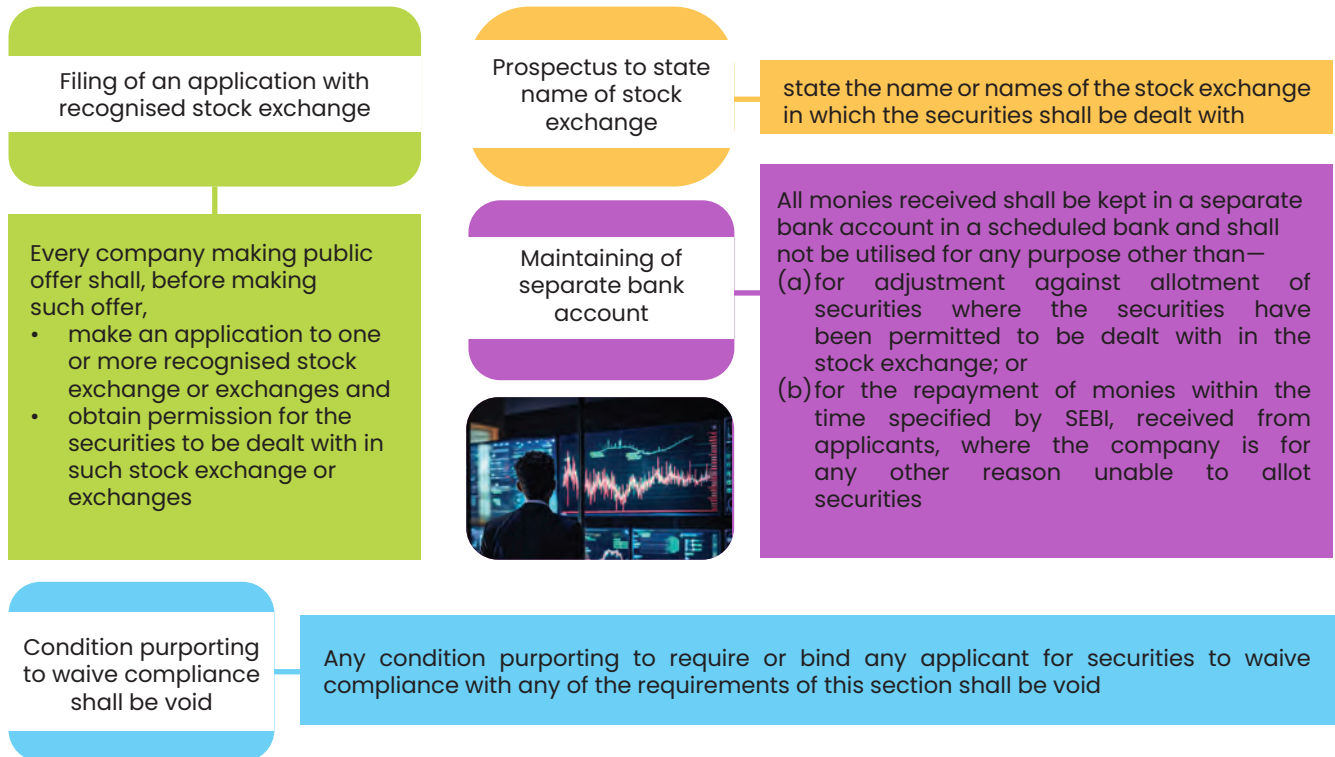 Filing of an application with
recognised stock exchange
Every company making public
offer shall, before making
such offer,
• make an application to one
or more recognised stock
exchange or exchanges and
• obtain permission for the
securities to be dealt with in
such stock exchange or
exchanges
Prospectus to state
name of stock
exchange
state the name or names of the stock exchange
in which the securities shall be dealt with
Maintaining of
separate bank
account
All monies received shall be kept in a separate
bank account in a scheduled bank and shall
not be utilised for any purpose other than—
(a) for adjustment against allotment of
securities where the securities have
been permitted to be dealt with in the
stock exchange; or
(b) for the repayment of monies within the
time specified by SEBI, received from
applicants, where the company is for
any other reason unable to allot
securities
Condition purporting
to waive compliance
shall be void
Any condition purporting to require or bind any applicant for securities to waive
compliance with any of the requirements of this section shall be void